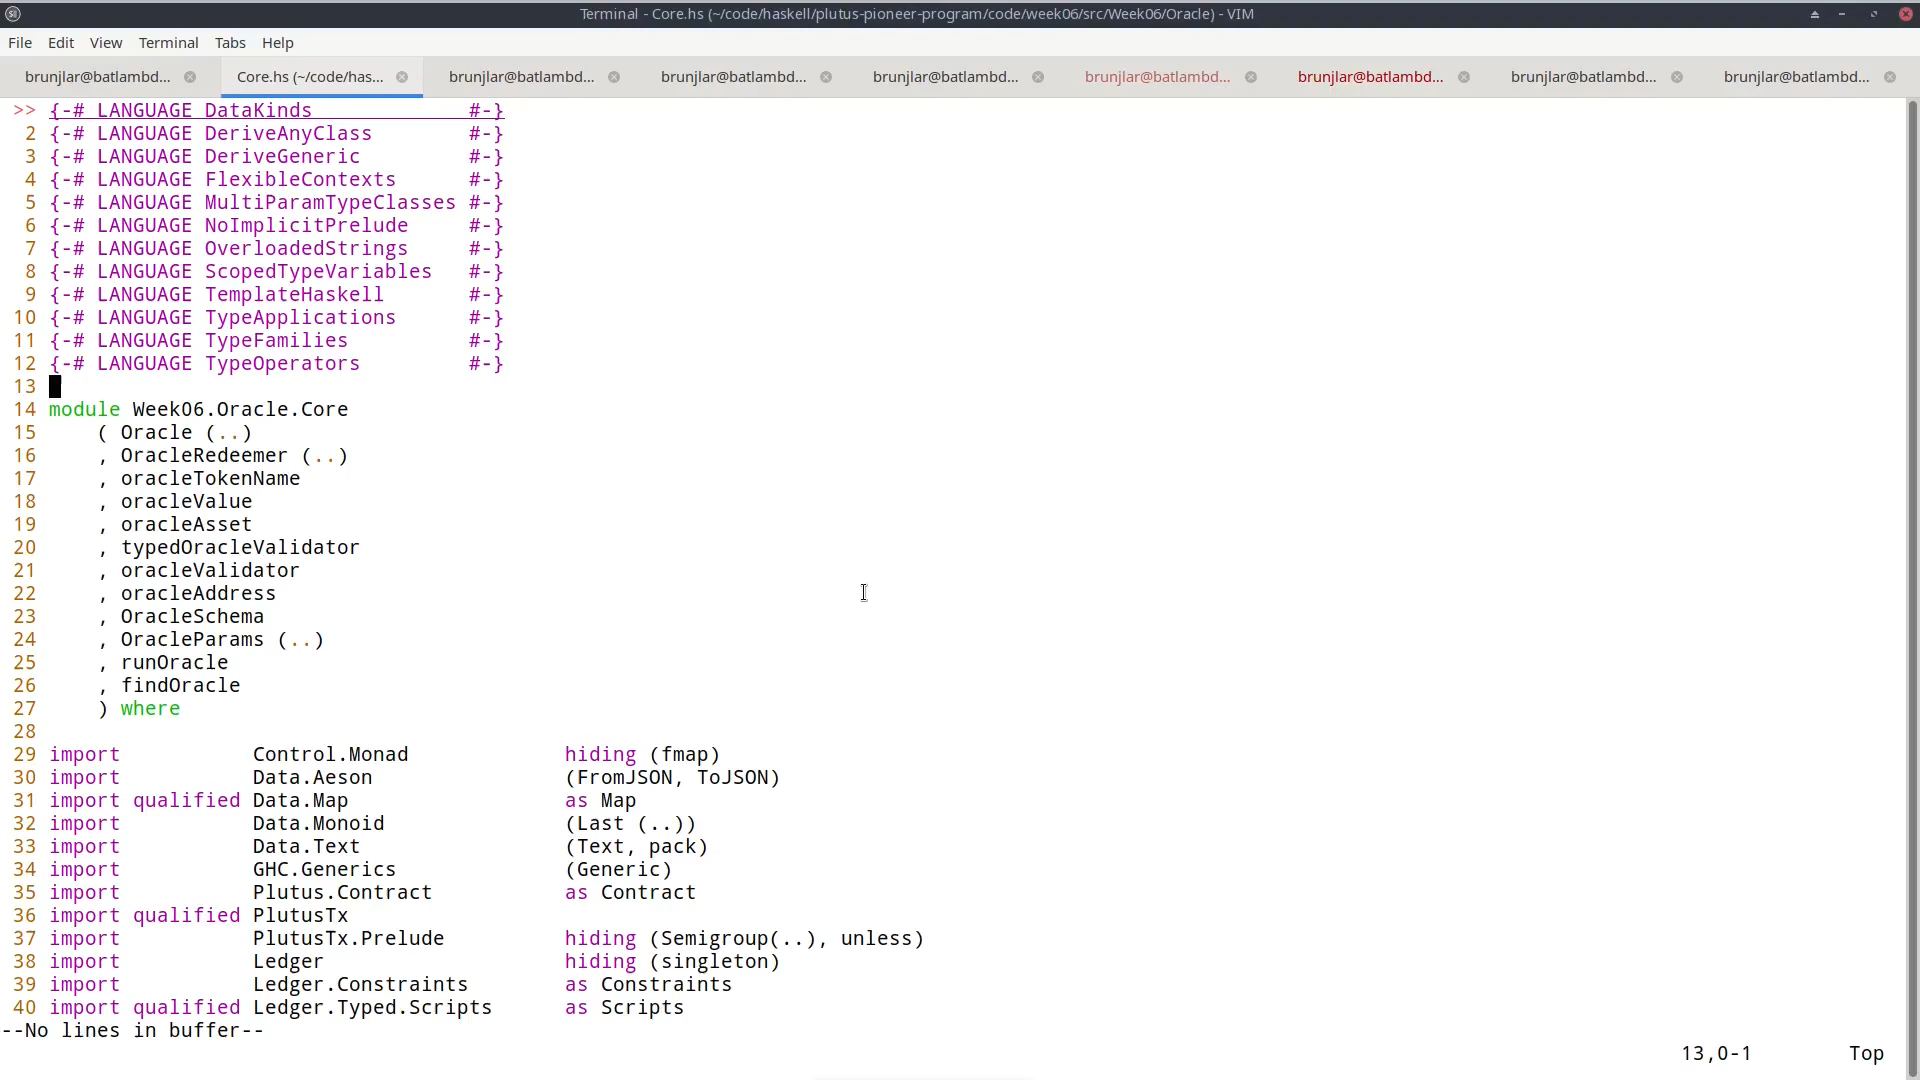 Terminal - Core.hs (~/code/haskell/plutus-pioneer-program/code/week06/src/Week06/Oracle) - VIM
File Edit View Terminal Tabs Help
brunjlar@batlambd... Core.hs (~/code/has... brunjlar@batlambd... brunjlar@batlambd... brunjlar@batlambd... brunjlar@batlambd... brunjlar@batlambd... brunjlar@batlambd... brunjlar@batlambd...
>> {-# LANGUAGE DataKinds             #-}
2 {-# LANGUAGE DeriveAnyClass        #-}
3 {-# LANGUAGE DeriveGeneric         #-}
4 {-# LANGUAGE FlexibleContexts      #-}
5 {-# LANGUAGE MultiParamTypeClasses #-}
6 {-# LANGUAGE NoImplicitPrelude     #-}
7 {-# LANGUAGE OverloadedStrings     #-}
8 {-# LANGUAGE ScopedTypeVariables   #-}
9 {-# LANGUAGE TemplateHaskell       #-}
10 {-# LANGUAGE TypeApplications      #-}
11 {-# LANGUAGE TypeFamilies          #-}
12 {-# LANGUAGE TypeOperators         #-}
13
14 module Week06.Oracle.Core
15     ( Oracle (..)
16     , OracleRedeemer (..)
17     , oracleTokenName
18     , oracleValue
19     , oracleAsset
20     , typedOracleValidator
21     , oracleValidator
22     , oracleAddress
23     , OracleSchema
24     , OracleParams (..)
25     , runOracle
26     , findOracle
27     ) where
28
29 import           Control.Monad             hiding (fmap)
30 import           Data.Aeson                (FromJSON, ToJSON)
31 import qualified Data.Map                  as Map
32 import           Data.Monoid               (Last (..))
33 import           Data.Text                 (Text, pack)
34 import           GHC.Generics              (Generic)
35 import           Plutus.Contract           as Contract
36 import qualified PlutusTx
37 import           PlutusTx.Prelude          hiding (Semigroup(..), unless)
38 import           Ledger                    hiding (singleton)
39 import           Ledger.Constraints        as Constraints
40 import qualified Ledger.Typed.Scripts      as Scripts
--No lines in buffer--
13,0-1 Top